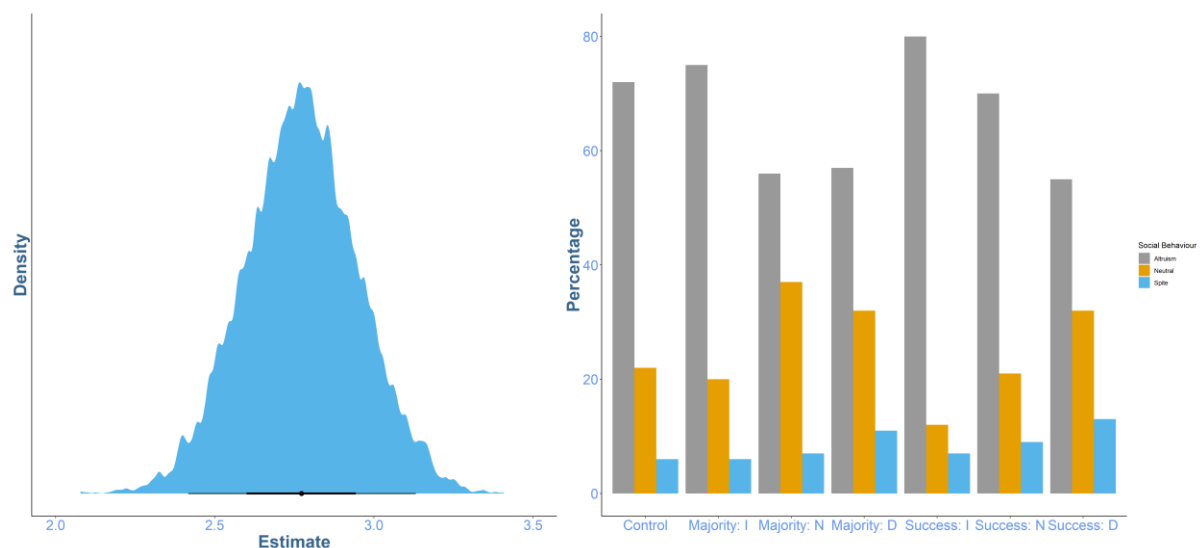 Density
2.0 2.5 3.0 3.5
Estimate
Percentage
80
60
40
20
0
Control Majority: I Majority: N Majority: D Success: I Success: N Success: D
Social Behaviour
Altruism
Neutral
Spite